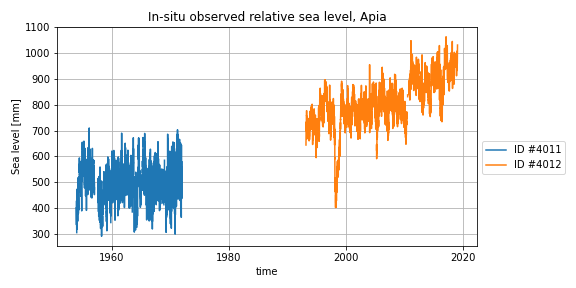 In-situ observed relative sea level, Apia
Sea level [mm]
1100
1000
900
800
700
600
500
400
300
1960
1980
2000
2020
time
ID #4011
ID #4012